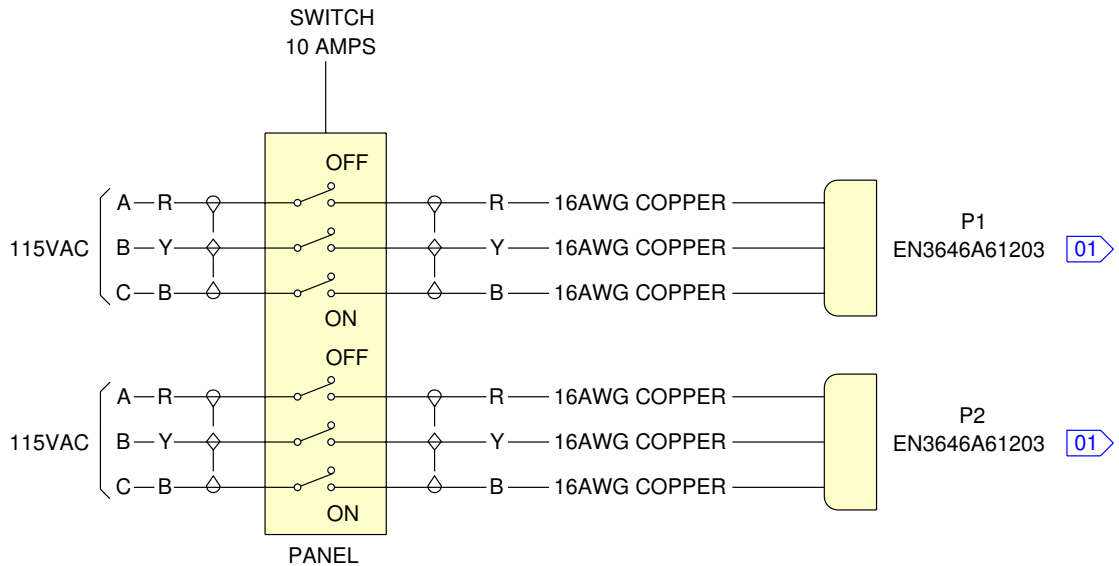 SWITCH
10 AMPS
OFF
A R R 16AWG COPPER
115VAC B Y Y 16AWG COPPER P1
EN3646A61203 01
C B B 16AWG COPPER
ON
OFF
A R R 16AWG COPPER
115VAC B Y Y 16AWG COPPER P2
EN3646A61203 01
C B B 16AWG COPPER
ON
PANEL